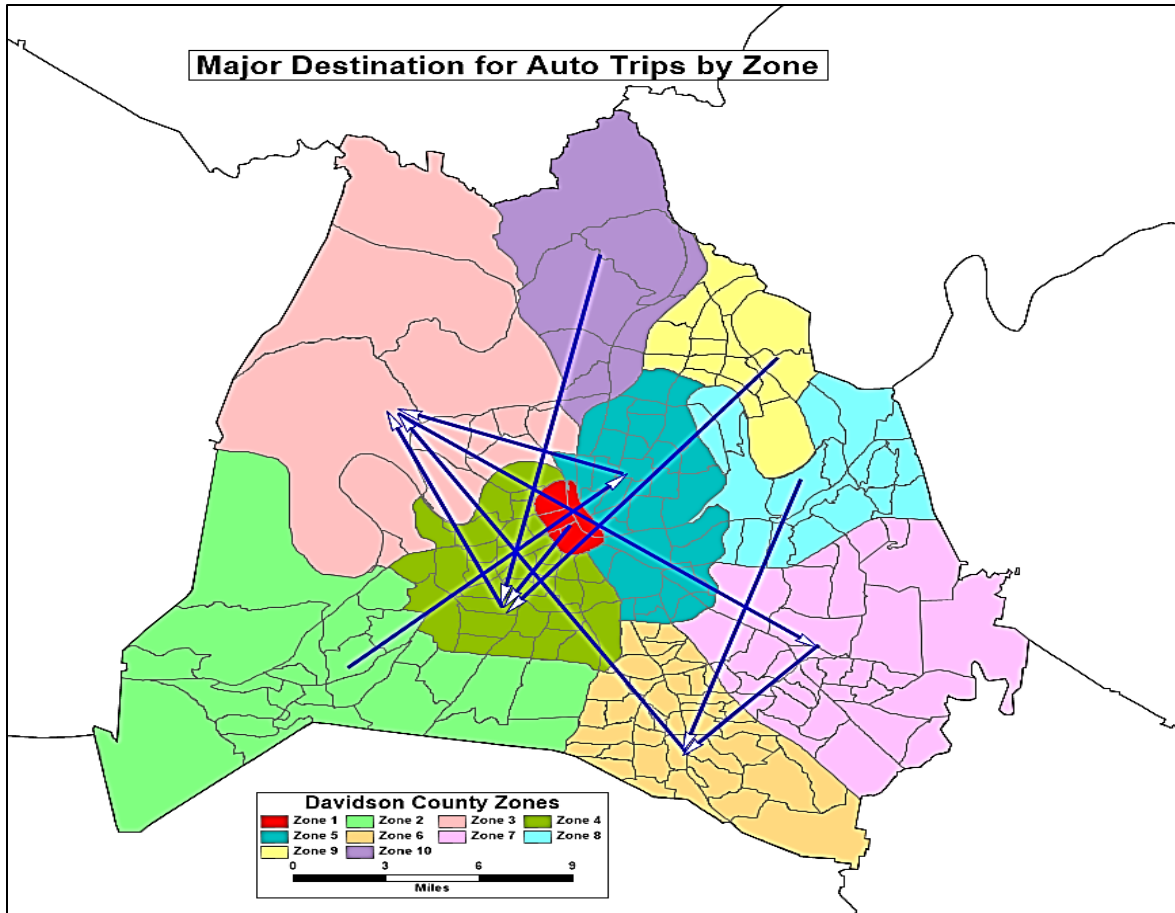 Major Destination for Auto Trips by Zone
Davidson County Zones
Zone 1 Zone 2 Zone 3 Zone 4
Zone 5 Zone 6 Zone 7 Zone 8
Zone 9 Zone 10
0 3 6 9
Miles